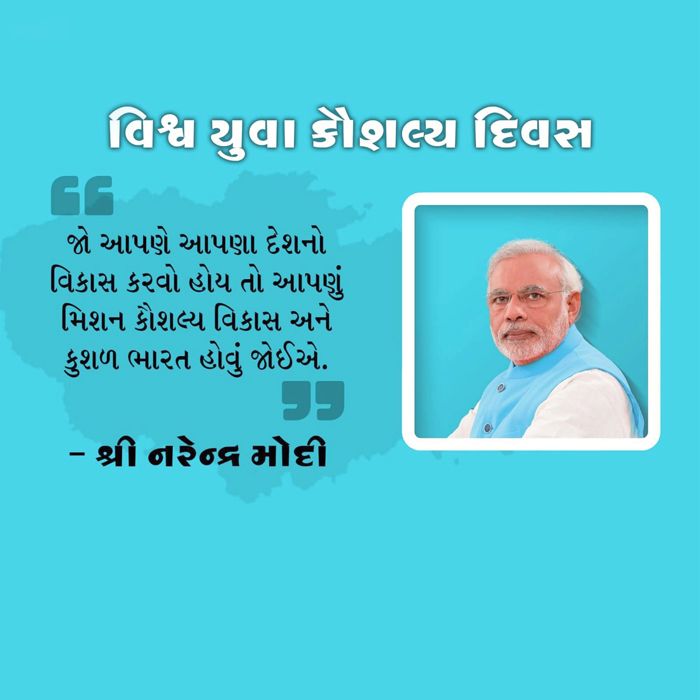 વિશ્વ યુવા કૌશલ્ય દિવસ
જો આપણે આપણા દેશનો
વિકાસ કરવો હોય તો આપણું
મિશન કૌશલ્ય વિકાસ અને
કુશળ ભારત હોવું જોઈએ.
- શ્રી નરેન્દ્ર મોદી